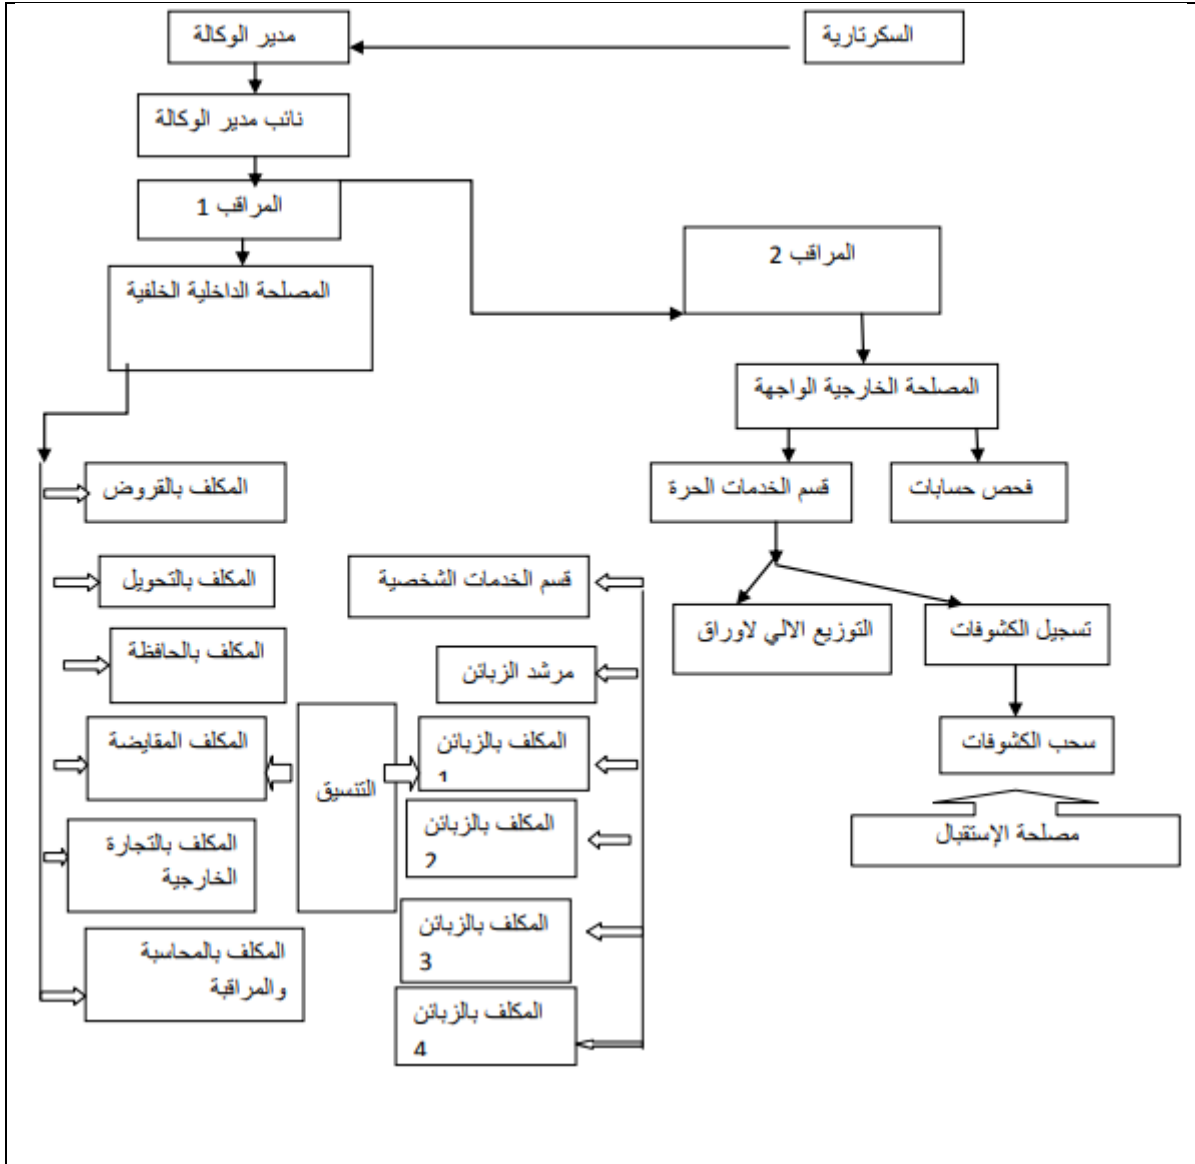 السكرتارية
مدير الوكالة
نائب مدير الوكالة
المراقب 1
المراقب 2
المصلحة الداخلية الخلفية
المصلحة الخارجية الواجهة
فحص حسابات
قسم الخدمات الحرة
المكلف بالقروض
قسم الخدمات الشخصية
المكلف بالتحويل
تسجيل الكشوفات
التوزيع الالي لاوراق
مرشد الزبائن
المكلف بالحافظة
سحب الكشوفات
المكلف بالزبائن
1
التنسيق
المكلف المقايضة
مصلحة الإستقبال
المكلف بالزبائن
2
المكلف بالتجارة
الخارجية
المكلف بالزبائن
3
المكلف بالمحاسبة
والمراقبة
المكلف بالزبائن
4